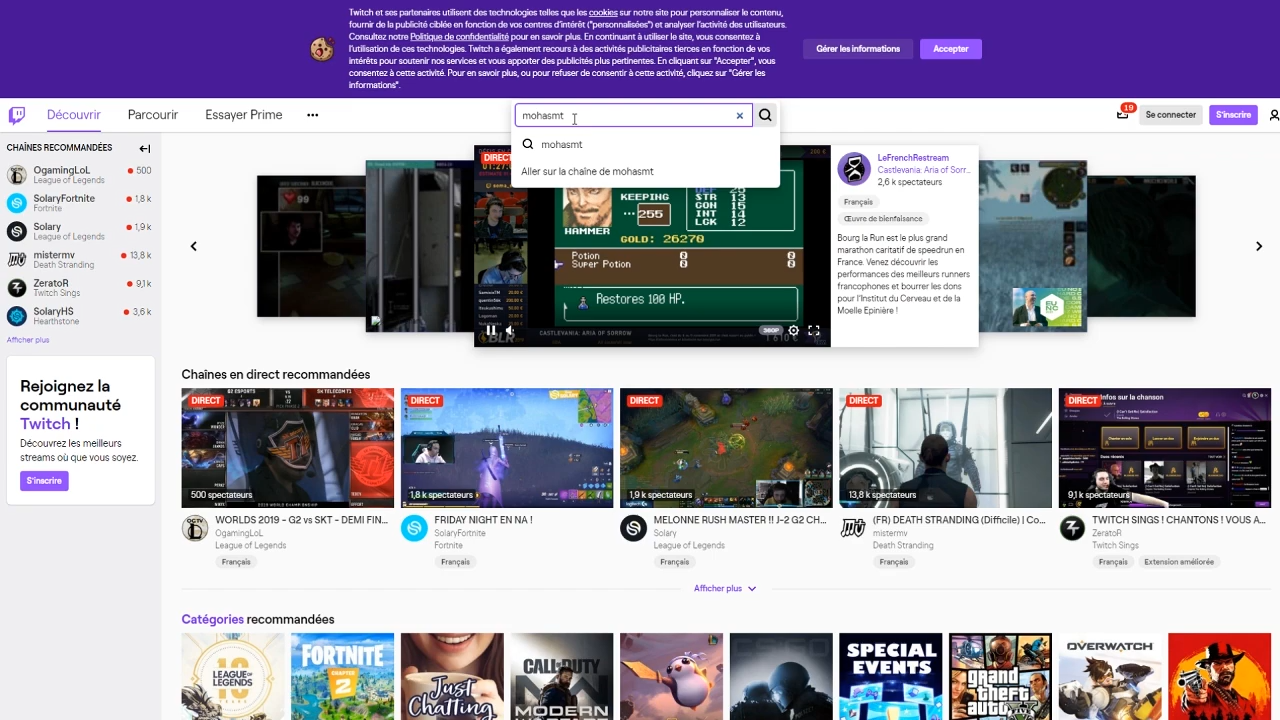 Twitch et ses partenaires utilisent des technologies telles que les cookies sur notre site pour personnaliser le contenu,
fournir de la publicité ciblée en fonction de vos centres d'intérêt ("personnalisées") et analyser l'activité des utilisateurs.
Consultez notre Politique de confidentialité pour en savoir plus. En continuant à utiliser le site, vous consentez à
l'utilisation de ces technologies. Twitch a également recours à des activités publicitaires tierces en fonction de vos
intérêts pour soutenir nos services et vous apporter des publicités plus pertinentes. En cliquant sur "Accepter", vous
consentez à cette activité. Pour en savoir plus, ou pour refuser de consentir à cette activité, cliquez sur "Gérer les
informations".
Gérer les informations
Accepter
Découvrir
Parcourir
Essayer Prime
mohasmt
19
Se connecter
S'inscrire
mohasmt
Aller sur la chaîne de mohasmt
CHAÎNES RECOMMANDÉES
OgamingLoL
500
League of Legends
SolaryFortnite
1,8 k
Fortnite
Solary
1,9 k
League of Legends
mistermv
13,8 k
Death Stranding
ZeratoR
9,1 k
Twitch Sings
SolaryHS
3,6 k
Hearthstone
Afficher plus
Rejoignez la
communauté
Twitch !
Découvrez les meilleurs
streams où que vous soyez.
S'inscrire
99
DIRECT
KEEPING
...255
HAMMER
STR 13
CON 15
INT 14
LCK 12
GOLD: 26270
Potion 0 0
Super Potion 0 0
Restores 100 HP.
BLR
CASTLEVANIA: ARIA OF SORROW
360P
LeFrenchRestream
Castlevania: Aria of Sorr...
2,6 k spectateurs
Français
Œuvre de bienfaisance
Bourg la Run est le plus grand
marathon caritatif de speedrun en
France. Venez découvrir les
performances des meilleurs runners
francophones et bourrer les dons
pour l'Institut du Cerveau et de la
Moelle Epinière !
Chaînes en direct recommandées
DIRECT
500 spectateurs
WORLDS 2019 - G2 vs SKT - DEMI FIN...
OgamingLoL
League of Legends
Français
DIRECT
1,8 k spectateurs
FRIDAY NIGHT EN NA !
SolaryFortnite
Fortnite
Français
DIRECT
1,9 k spectateurs
MELONNE RUSH MASTER !! J-2 G2 CH...
Solary
League of Legends
Français
DIRECT
13,8 k spectateurs
(FR) DEATH STRANDING (Difficile) | Co...
mistermv
Death Stranding
Français
DIRECT
Infos sur la chanson
9,1 k spectateurs
TWITCH SINGS ! CHANTONS ! VOUS A...
ZeratoR
Twitch Sings
Français
Extension améliorée
Afficher plus
Catégories recommandées
LEAGUE OF LEGENDS
FORTNITE
CHAPTER
2
Just
Chatting
CALL OF DUTY
MODERN
SPECIAL
EVENTS
grand
theft
OVERWATCH